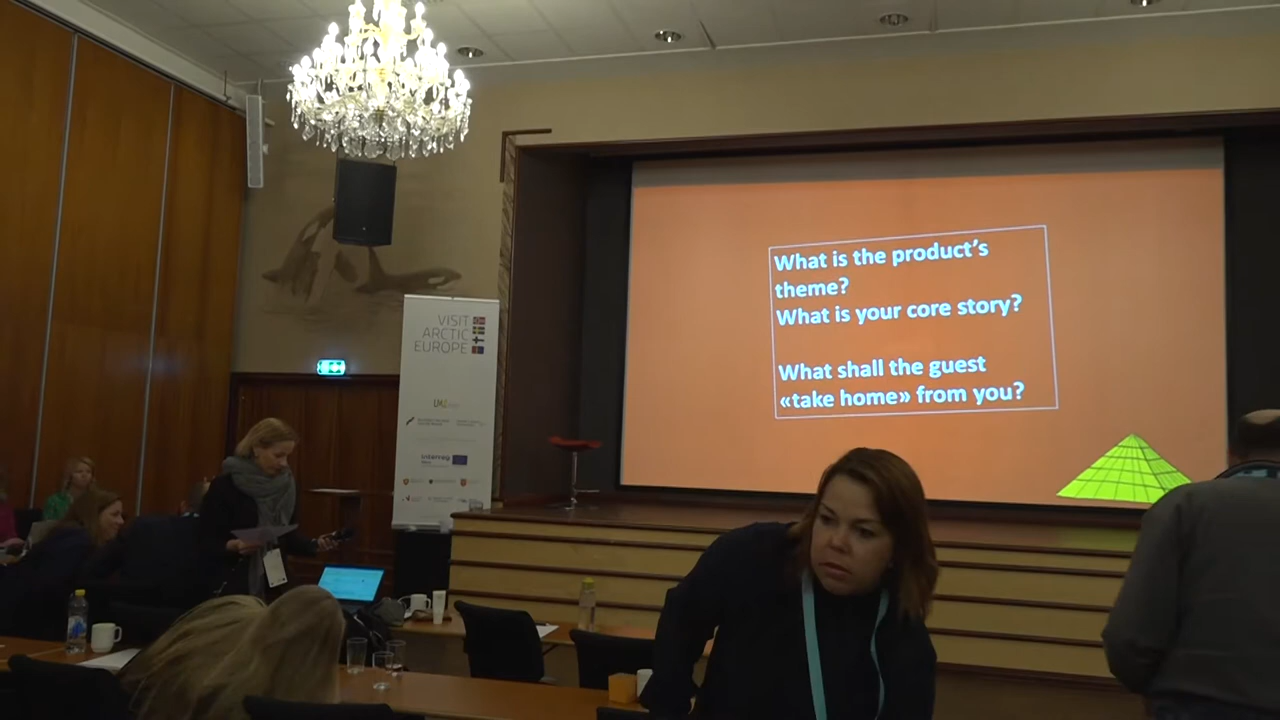 What is the product's
theme?
What is your core story?
What shall the guest
«take home» from you?
VISIT
ARCTIC
EUROPE
Interreg